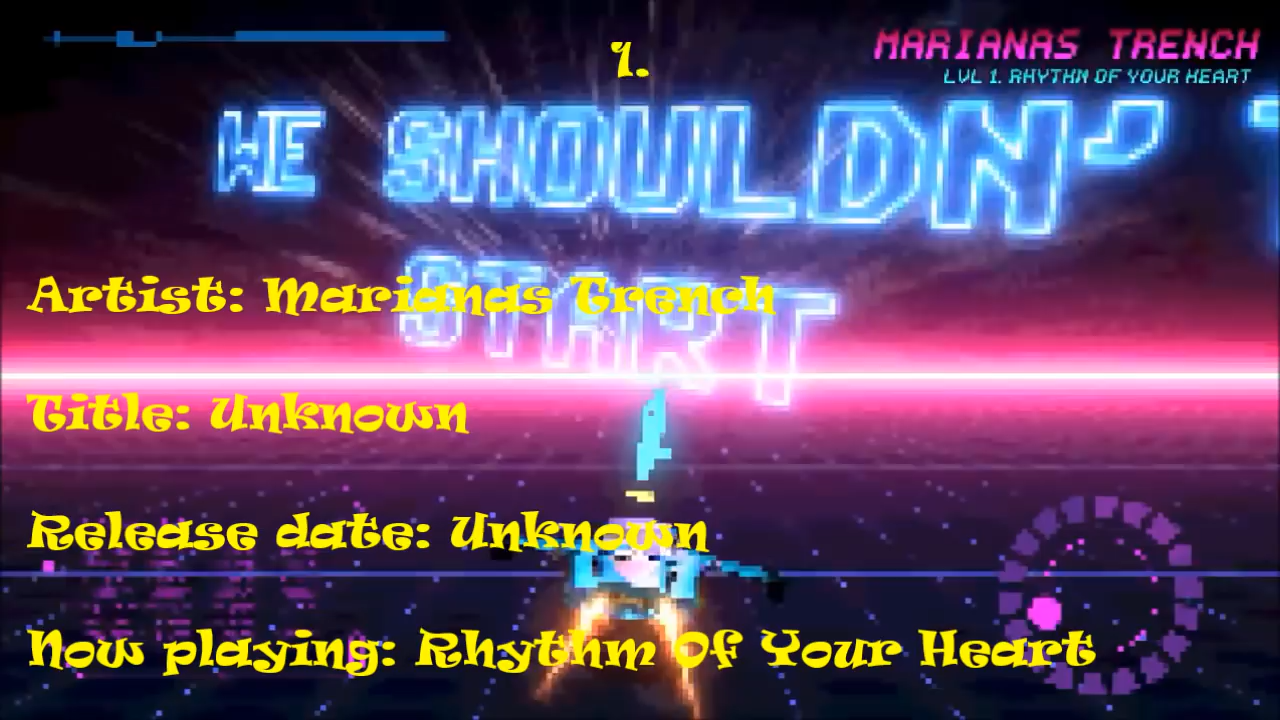 1.
MARIANAS TRENCH
LVL 1. RHYTHM OF YOUR HEART
WE SHOULDN'T
START
Artist: Marianas Trench
Title: Unknown
Release date: Unknown
Now playing: Rhythm Of Your Heart